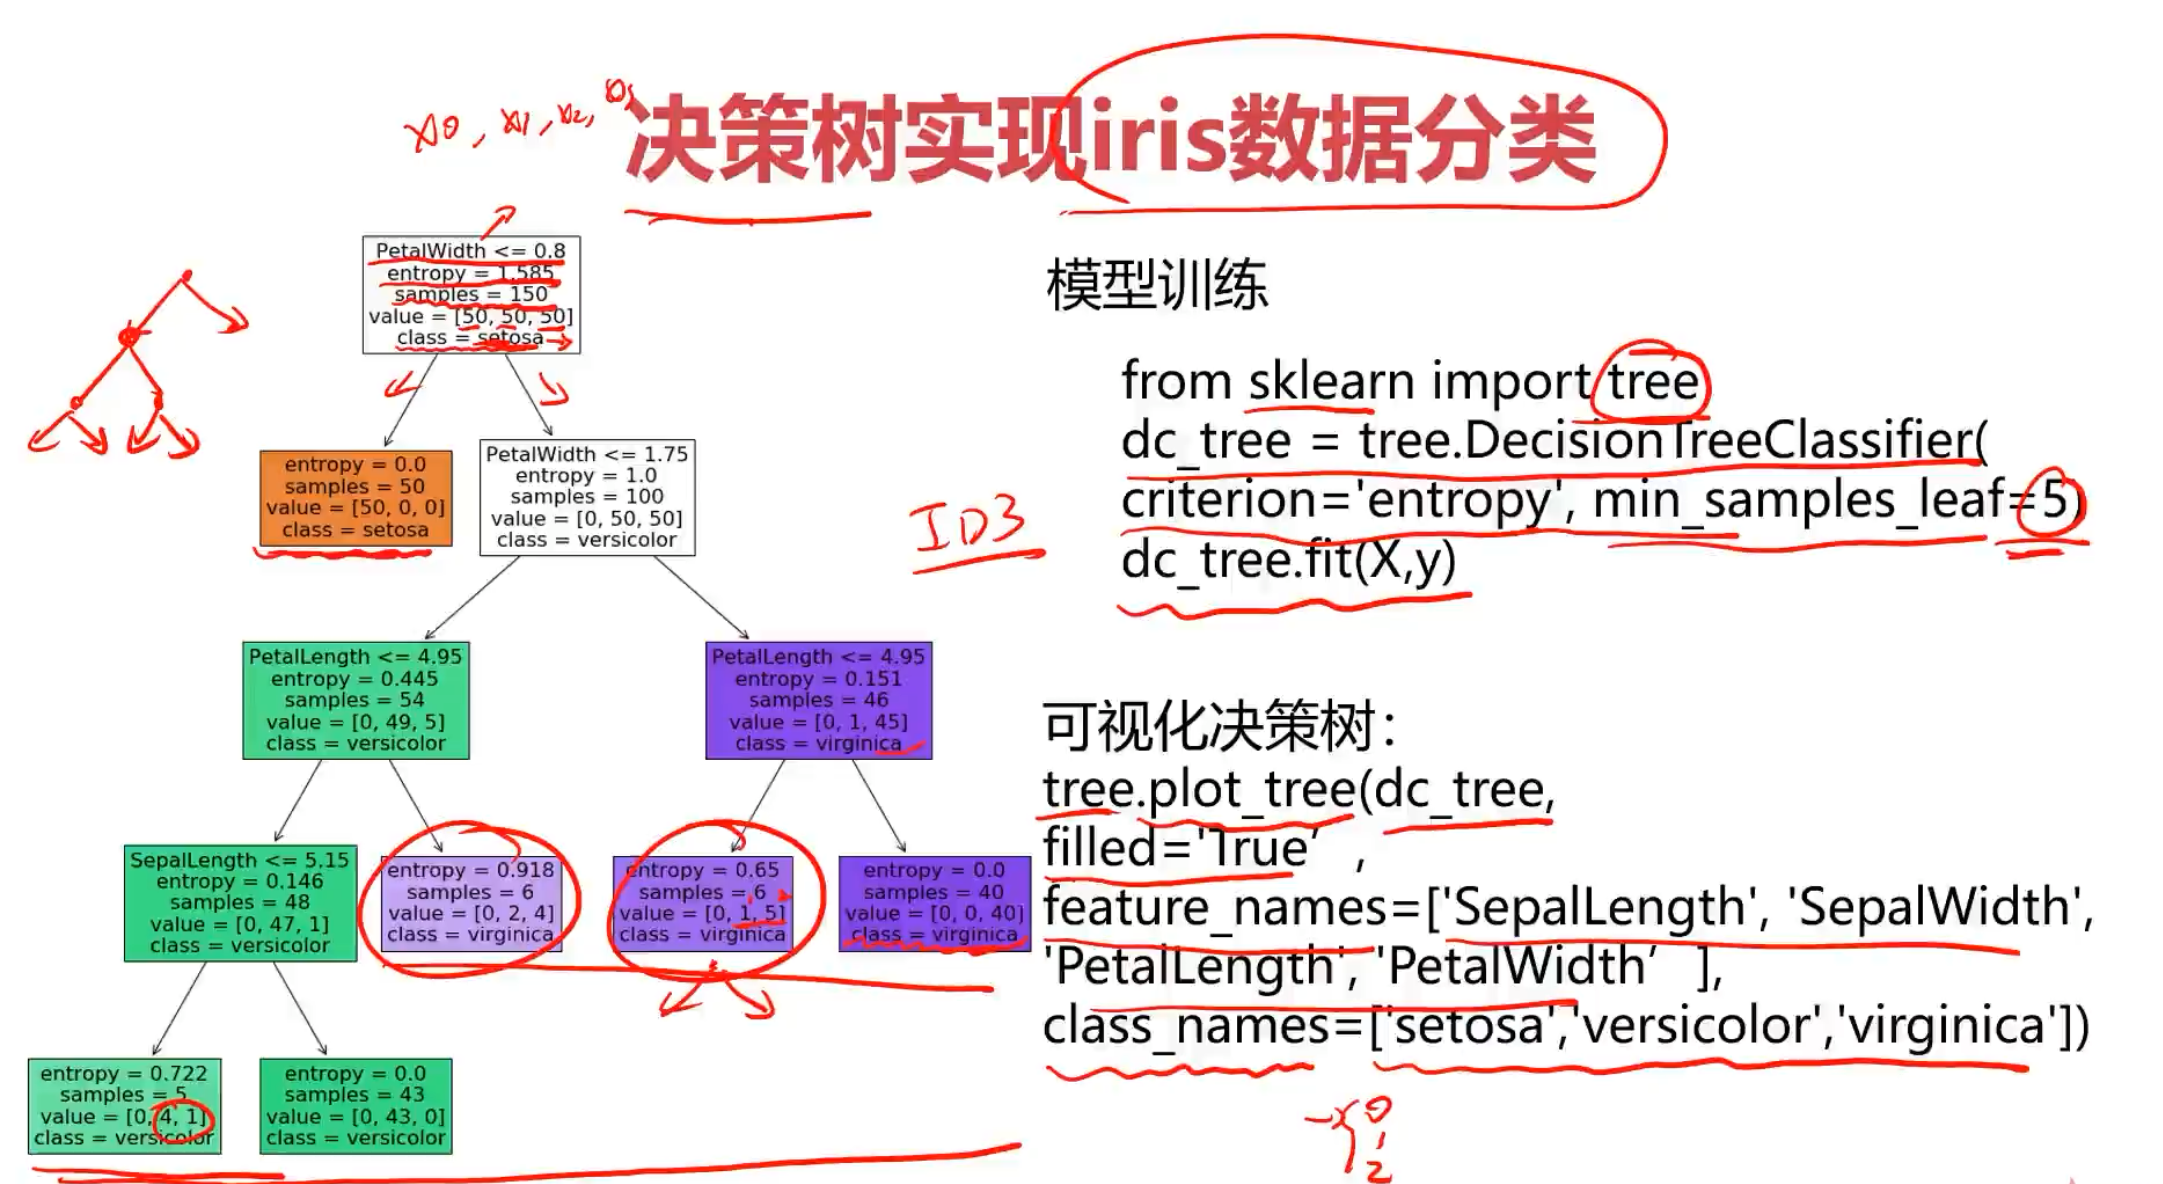 x0, x1, x2,
决策树实现iris数据分类
PetalWidth <= 0.8
entropy = 1.585
samples = 150
value = [50, 50, 50]
class = setosa
entropy = 0.0
samples = 50
value = [50, 0, 0]
class = setosa
PetalWidth <= 1.75
entropy = 1.0
samples = 100
value = [0, 50, 50]
class = versicolor
PetalLength <= 4.95
entropy = 0.445
samples = 54
value = [0, 49, 5]
class = versicolor
PetalLength <= 4.95
entropy = 0.151
samples = 46
value = [0, 1, 45]
class = virginica
SepalLength <= 5.15
entropy = 0.146
samples = 48
value = [0, 47, 1]
class = versicolor
entropy = 0.918
samples = 6
value = [0, 2, 4]
class = virginica
entropy = 0.65
samples = 6
value = [0, 1, 5]
class = virginica
entropy = 0.0
samples = 40
value = [0, 0, 40]
class = virginica
entropy = 0.722
samples = 5
value = [0, 4, 1]
class = versicolor
entropy = 0.0
samples = 43
value = [0, 43, 0]
class = versicolor
模型训练
from sklearn import tree
dc_tree = tree.DecisionTreeClassifier(
criterion='entropy', min_samples_leaf=5)
dc_tree.fit(X,y)
ID3
可视化决策树：
tree.plot_tree(dc_tree,
filled='True’ ,
feature_names=['SepalLength', 'SepalWidth',
'PetalLength', 'PetalWidth’ ],
class_names=['setosa','versicolor','virginica'])
0
1
2